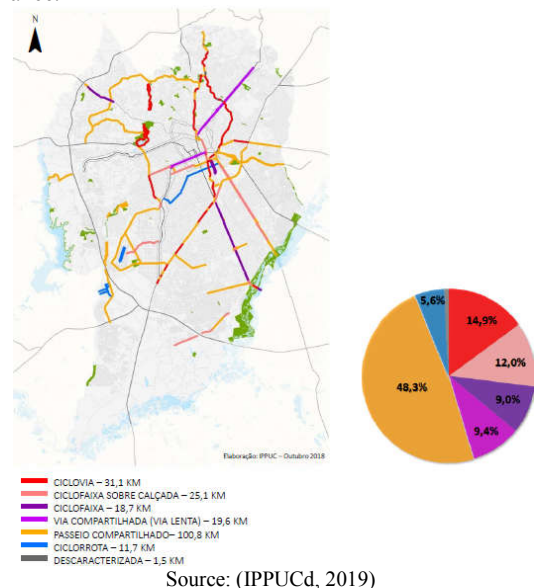 N
Elaboração: IPPUC – Outubro 2018
5,6%
14,9%
12,0%
9,0%
9,4%
48,3%
CICLOVIA – 31,1 KM
CICLOFAIXA SOBRE CALÇADA – 25,1 KM
CICLOFAIXA – 18,7 KM
VIA COMPARTILHADA (VIA LENTA) – 19,6 KM
PASSEIO COMPARTILHADO– 100,8 KM
CICLORROTA – 11,7 KM
DESCARACTERIZADA – 1,5 KM
Source: (IPPUCd, 2019)